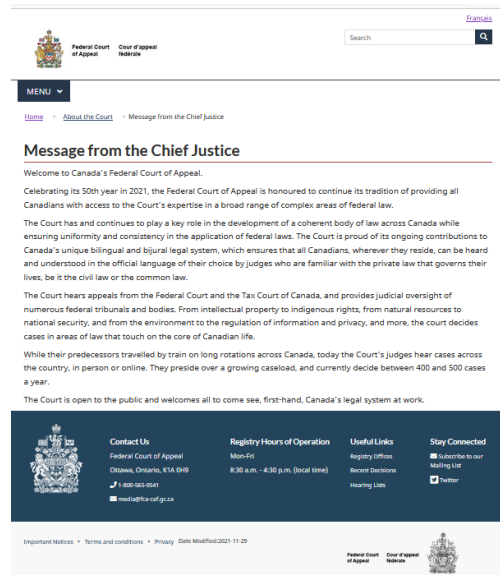 Français
Federal Court Cour d'appel
of Appeal fédérale
Search
MENU
Home
About the Court
Message from the Chief Justice
Message from the Chief Justice
Welcome to Canada's Federal Court of Appeal.
Celebrating its 50th year in 2021, the Federal Court of Appeal is honoured to continue its tradition of providing all
Canadians with access to the Court's expertise in a broad range of complex areas of federal law.
The Court has and continues to play a key role in the development of a coherent body of law across Canada while
ensuring uniformity and consistency in the application of federal laws. The Court is proud of its ongoing contributions to
Canada's unique bilingual and bijural legal system, which ensures that all Canadians, wherever they reside, can be heard
and understood in the official language of their choice by judges who are familiar with the private law that governs their
lives, be it the civil law or the common law.
The Court hears appeals from the Federal Court and the Tax Court of Canada, and provides judicial oversight of
numerous federal tribunals and bodies. From intellectual property to indigenous rights, from natural resources to
national security, and from the environment to the regulation of information and privacy, and more, the court decides
cases in areas of law that touch on the core of Canadian life.
While their predecessors travelled by train on long rotations across Canada, today the Court's judges hear cases across
the country, in person or online. They preside over a growing caseload, and currently decide between 400 and 500 cases
a year.
The Court is open to the public and welcomes all to come see, first-hand, Canada's legal system at work.
Contact Us
Federal Court of Appeal
Ottawa, Ontario, K1A 0H9
1-800-565-0541
media@fca-caf.gc.ca
Registry Hours of Operation
Mon-Fri
8:30 a.m. - 4:30 p.m. (local time)
Useful Links
Registry Offices
Recent Decisions
Hearing Lists
Stay Connected
Subscribe to our
Mailing List
Twitter
Important Notices • Terms and conditions • Privacy Date Modified:2021-11-29
Federal Court Cour d'appel
of Appeal fédérale